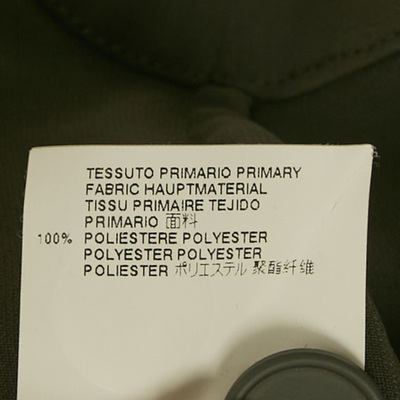 TESSUTO PRIMARIO PRIMARY
FABRIC HAUPTMATERIAL
TISSU PRIMAIRE TEJIDO
PRIMARIO 面料
100% POLIESTERE POLYESTER
POLYESTER POLYESTER
POLIESTER ポリエステル 聚酯纤维